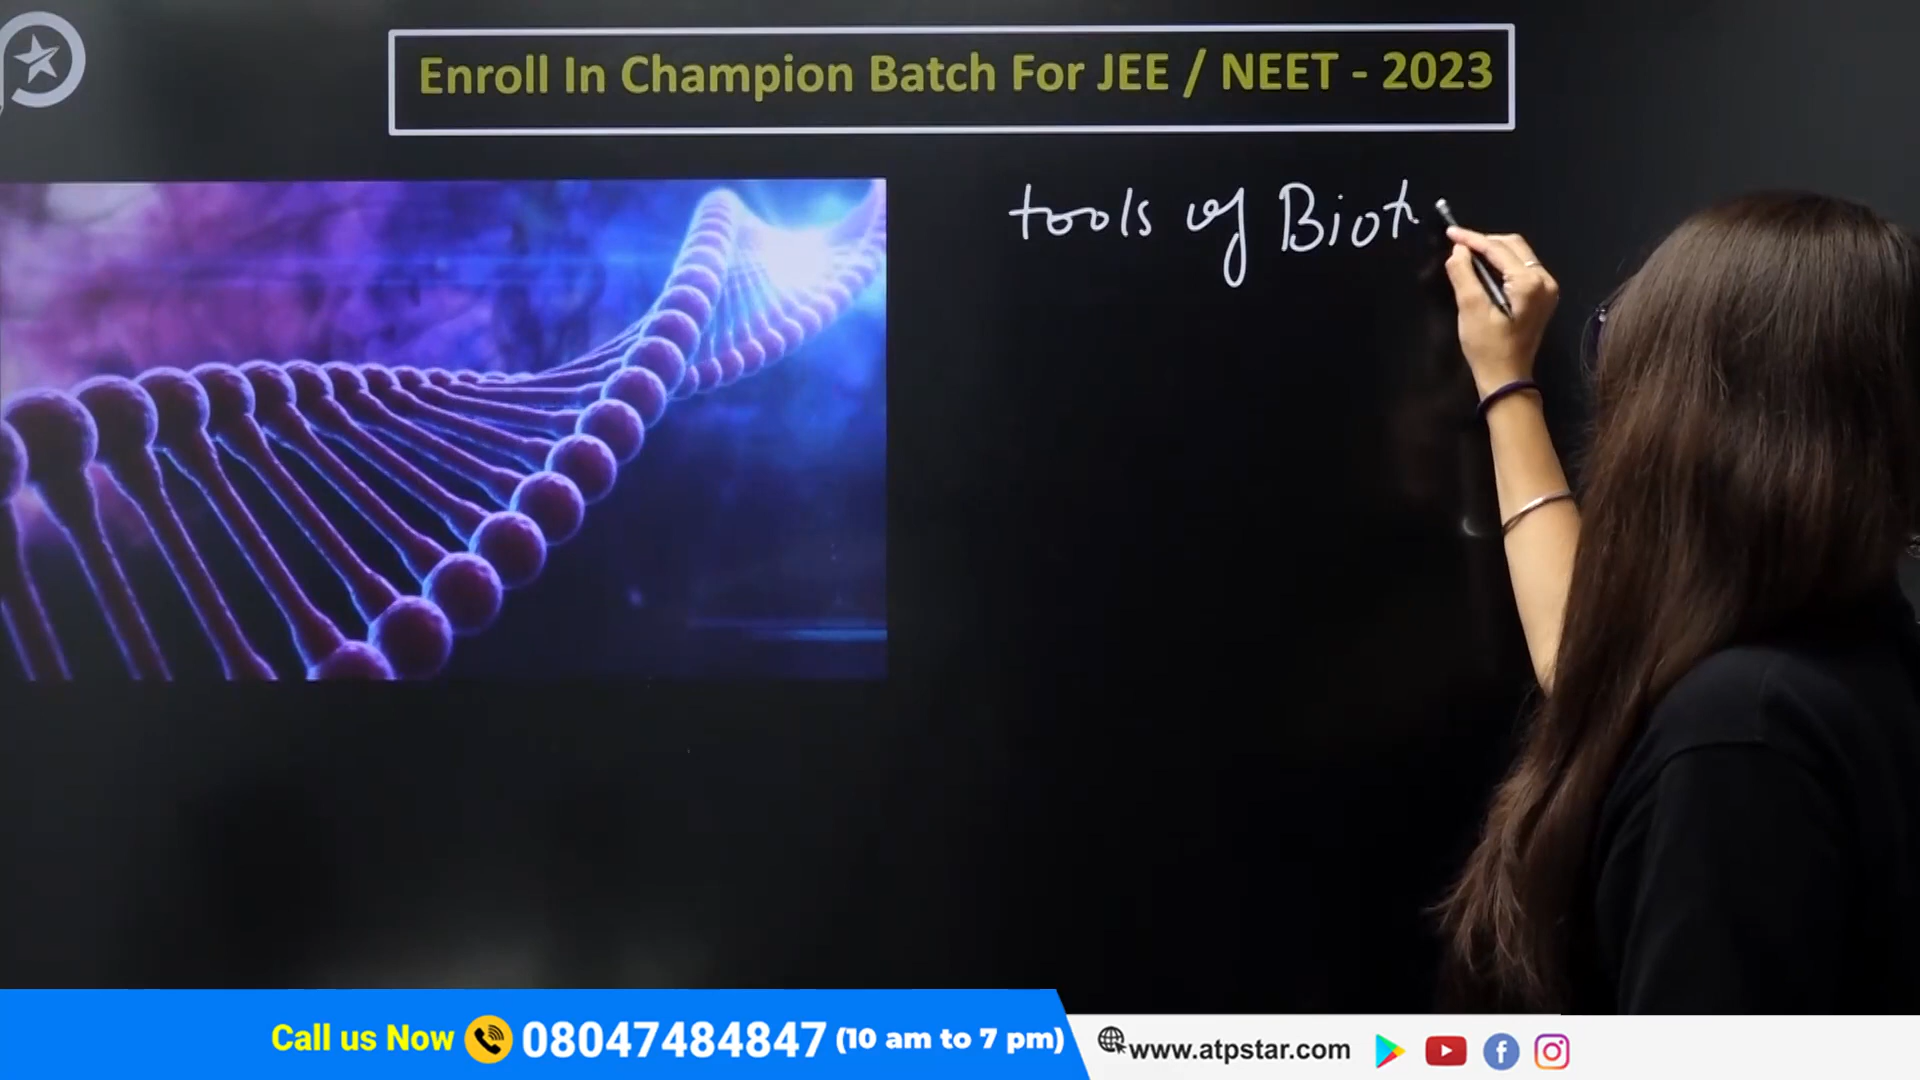 Enroll In Champion Batch For JEE / NEET - 2023
tools of Biot
Call us Now 08047484847 (10 am to 7 pm)
www.atpstar.com